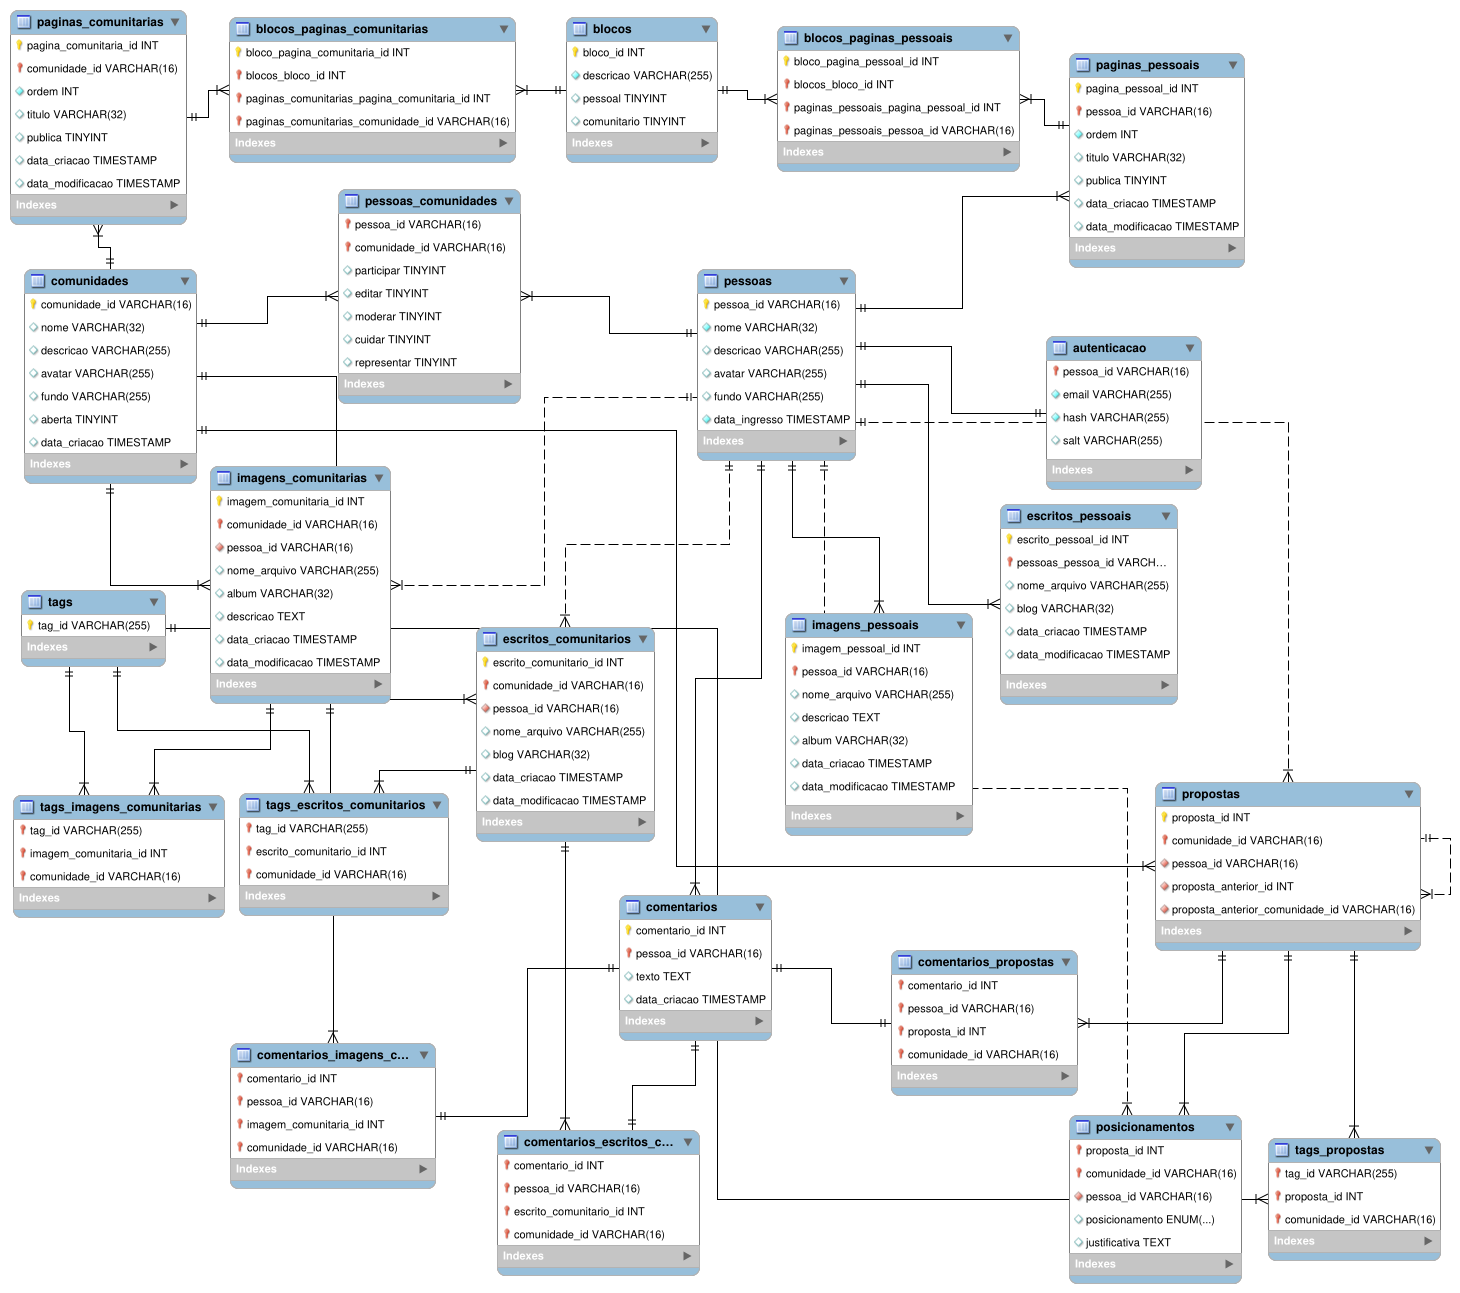 paginas_comunitarias
pagina_comunitaria_id INT
comunidade_id VARCHAR(16)
ordem INT
titulo VARCHAR(32)
publica TINYINT
data_criacao TIMESTAMP
data_modificacao TIMESTAMP
Indexes
blocos_paginas_comunitarias
bloco_pagina_comunitaria_id INT
blocos_bloco_id INT
paginas_comunitarias_pagina_comunitaria_id INT
paginas_comunitarias_comunidade_id VARCHAR(16)
Indexes
blocos
bloco_id INT
descricao VARCHAR(255)
pessoal TINYINT
comunitario TINYINT
Indexes
blocos_paginas_pessoais
bloco_pagina_pessoal_id INT
blocos_bloco_id INT
paginas_pessoais_pagina_pessoal_id INT
paginas_pessoais_pessoa_id VARCHAR(16)
Indexes
paginas_pessoais
pagina_pessoal_id INT
pessoa_id VARCHAR(16)
ordem INT
titulo VARCHAR(32)
publica TINYINT
data_criacao TIMESTAMP
data_modificacao TIMESTAMP
Indexes
pessoas_comunidades
pessoa_id VARCHAR(16)
comunidade_id VARCHAR(16)
participar TINYINT
editar TINYINT
moderar TINYINT
cuidar TINYINT
representar TINYINT
Indexes
comunidades
comunidade_id VARCHAR(16)
nome VARCHAR(32)
descricao VARCHAR(255)
avatar VARCHAR(255)
fundo VARCHAR(255)
aberta TINYINT
data_criacao TIMESTAMP
Indexes
pessoas
pessoa_id VARCHAR(16)
nome VARCHAR(32)
descricao VARCHAR(255)
avatar VARCHAR(255)
fundo VARCHAR(255)
data_ingresso TIMESTAMP
Indexes
autenticacao
pessoa_id VARCHAR(16)
email VARCHAR(255)
hash VARCHAR(255)
salt VARCHAR(255)
Indexes
imagens_comunitarias
imagem_comunitaria_id INT
comunidade_id VARCHAR(16)
pessoa_id VARCHAR(16)
nome_arquivo VARCHAR(255)
album VARCHAR(32)
descricao TEXT
data_criacao TIMESTAMP
data_modificacao TIMESTAMP
Indexes
escritos_pessoais
escrito_pessoal_id INT
pessoas_pessoa_id VARCH...
nome_arquivo VARCHAR(255)
blog VARCHAR(32)
data_criacao TIMESTAMP
data_modificacao TIMESTAMP
Indexes
tags
tag_id VARCHAR(255)
Indexes
escritos_comunitarios
escrito_comunitario_id INT
comunidade_id VARCHAR(16)
pessoa_id VARCHAR(16)
nome_arquivo VARCHAR(255)
blog VARCHAR(32)
data_criacao TIMESTAMP
data_modificacao TIMESTAMP
Indexes
imagens_pessoais
imagem_pessoal_id INT
pessoa_id VARCHAR(16)
nome_arquivo VARCHAR(255)
descricao TEXT
album VARCHAR(32)
data_criacao TIMESTAMP
data_modificacao TIMESTAMP
Indexes
tags_imagens_comunitarias
tag_id VARCHAR(255)
imagem_comunitaria_id INT
comunidade_id VARCHAR(16)
Indexes
tags_escritos_comunitarios
tag_id VARCHAR(255)
escrito_comunitario_id INT
comunidade_id VARCHAR(16)
Indexes
propostas
proposta_id INT
comunidade_id VARCHAR(16)
pessoa_id VARCHAR(16)
proposta_anterior_id INT
proposta_anterior_comunidade_id VARCHAR(16)
Indexes
comentarios
comentario_id INT
pessoa_id VARCHAR(16)
texto TEXT
data_criacao TIMESTAMP
Indexes
comentarios_propostas
comentario_id INT
pessoa_id VARCHAR(16)
proposta_id INT
comunidade_id VARCHAR(16)
Indexes
comentarios_imagens_c...
comentario_id INT
pessoa_id VARCHAR(16)
imagem_comunitaria_id INT
comunidade_id VARCHAR(16)
Indexes
comentarios_escritos_c...
comentario_id INT
pessoa_id VARCHAR(16)
escrito_comunitario_id INT
comunidade_id VARCHAR(16)
Indexes
posicionamentos
proposta_id INT
comunidade_id VARCHAR(16)
pessoa_id VARCHAR(16)
posicionamento ENUM(...)
justificativa TEXT
Indexes
tags_propostas
tag_id VARCHAR(255)
proposta_id INT
comunidade_id VARCHAR(16)
Indexes